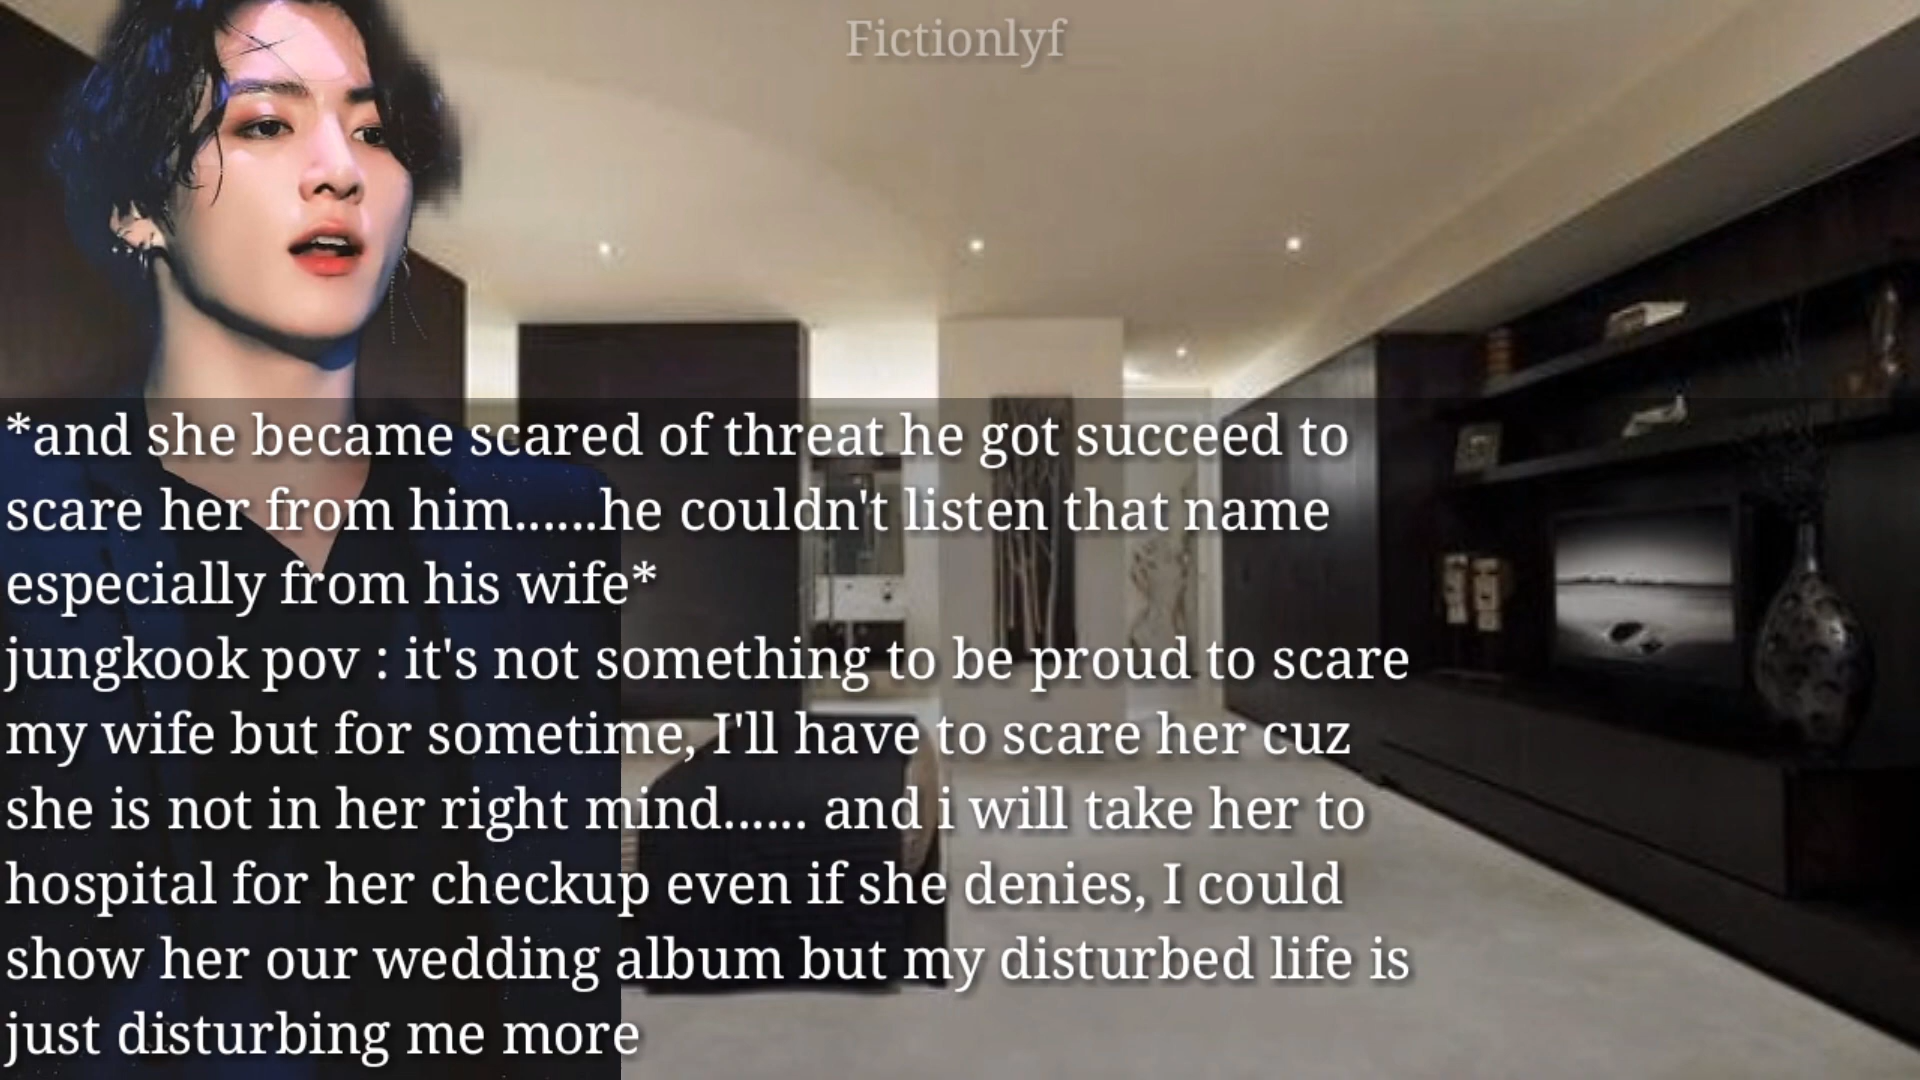 Fictionlyf
*and she became scared of threat he got succeed to
scare her from him......he couldn't listen that name
especially from his wife*
jungkook pov : it's not something to be proud to scare
my wife but for sometime, I'll have to scare her cuz
she is not in her right mind...... and i will take her to
hospital for her checkup even if she denies, I could
show her our wedding album but my disturbed life is
just disturbing me more